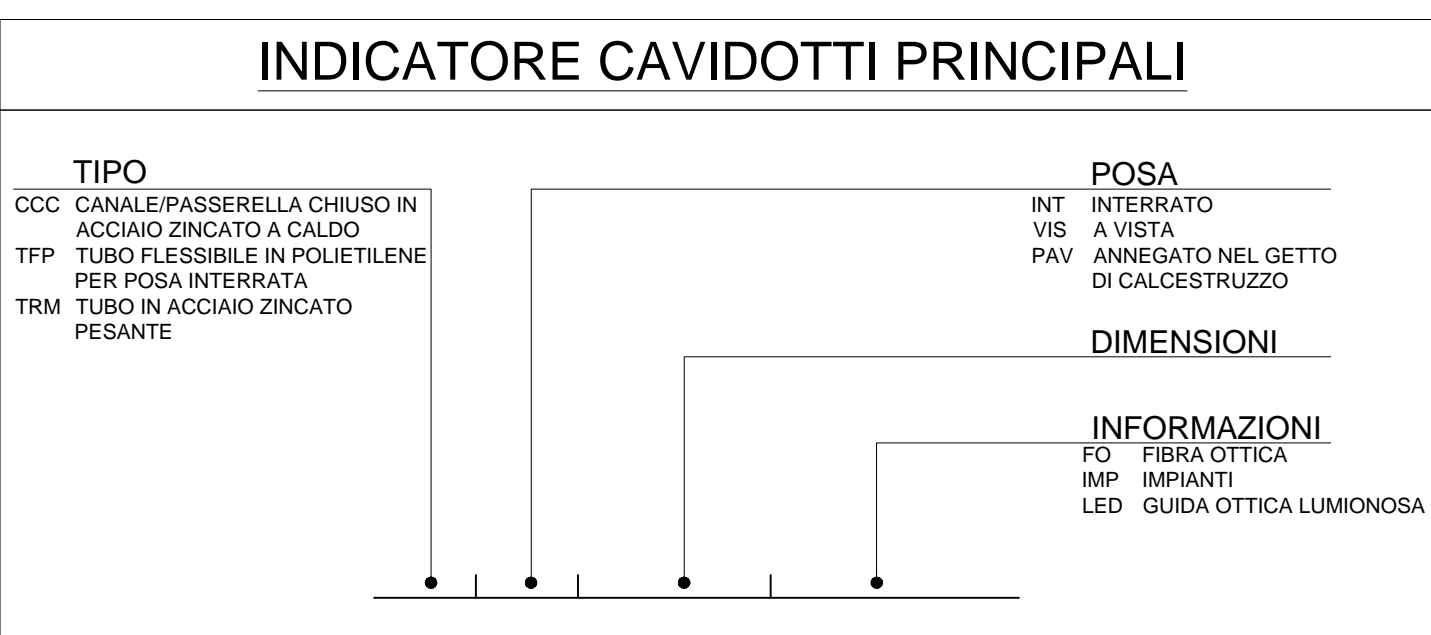 INDICATORE CAVIDOTTI PRINCIPALI
TIPO
CCC CANALE/PASSERELLA CHIUSO IN
ACCIAIO ZINCATO A CALDO
TFP TUBO FLESSIBILE IN POLIETILENE
PER POSA INTERRATA
TRM TUBO IN ACCIAIO ZINCATO
PESANTE
POSA
INT INTERRATO
VIS A VISTA
PAV ANNEGATO NEL GETTO
DI CALCESTRUZZO
DIMENSIONI
INFORMAZIONI
FO FIBRA OTTICA
IMP IMPIANTI
LED GUIDA OTTICA LUMIONOSA